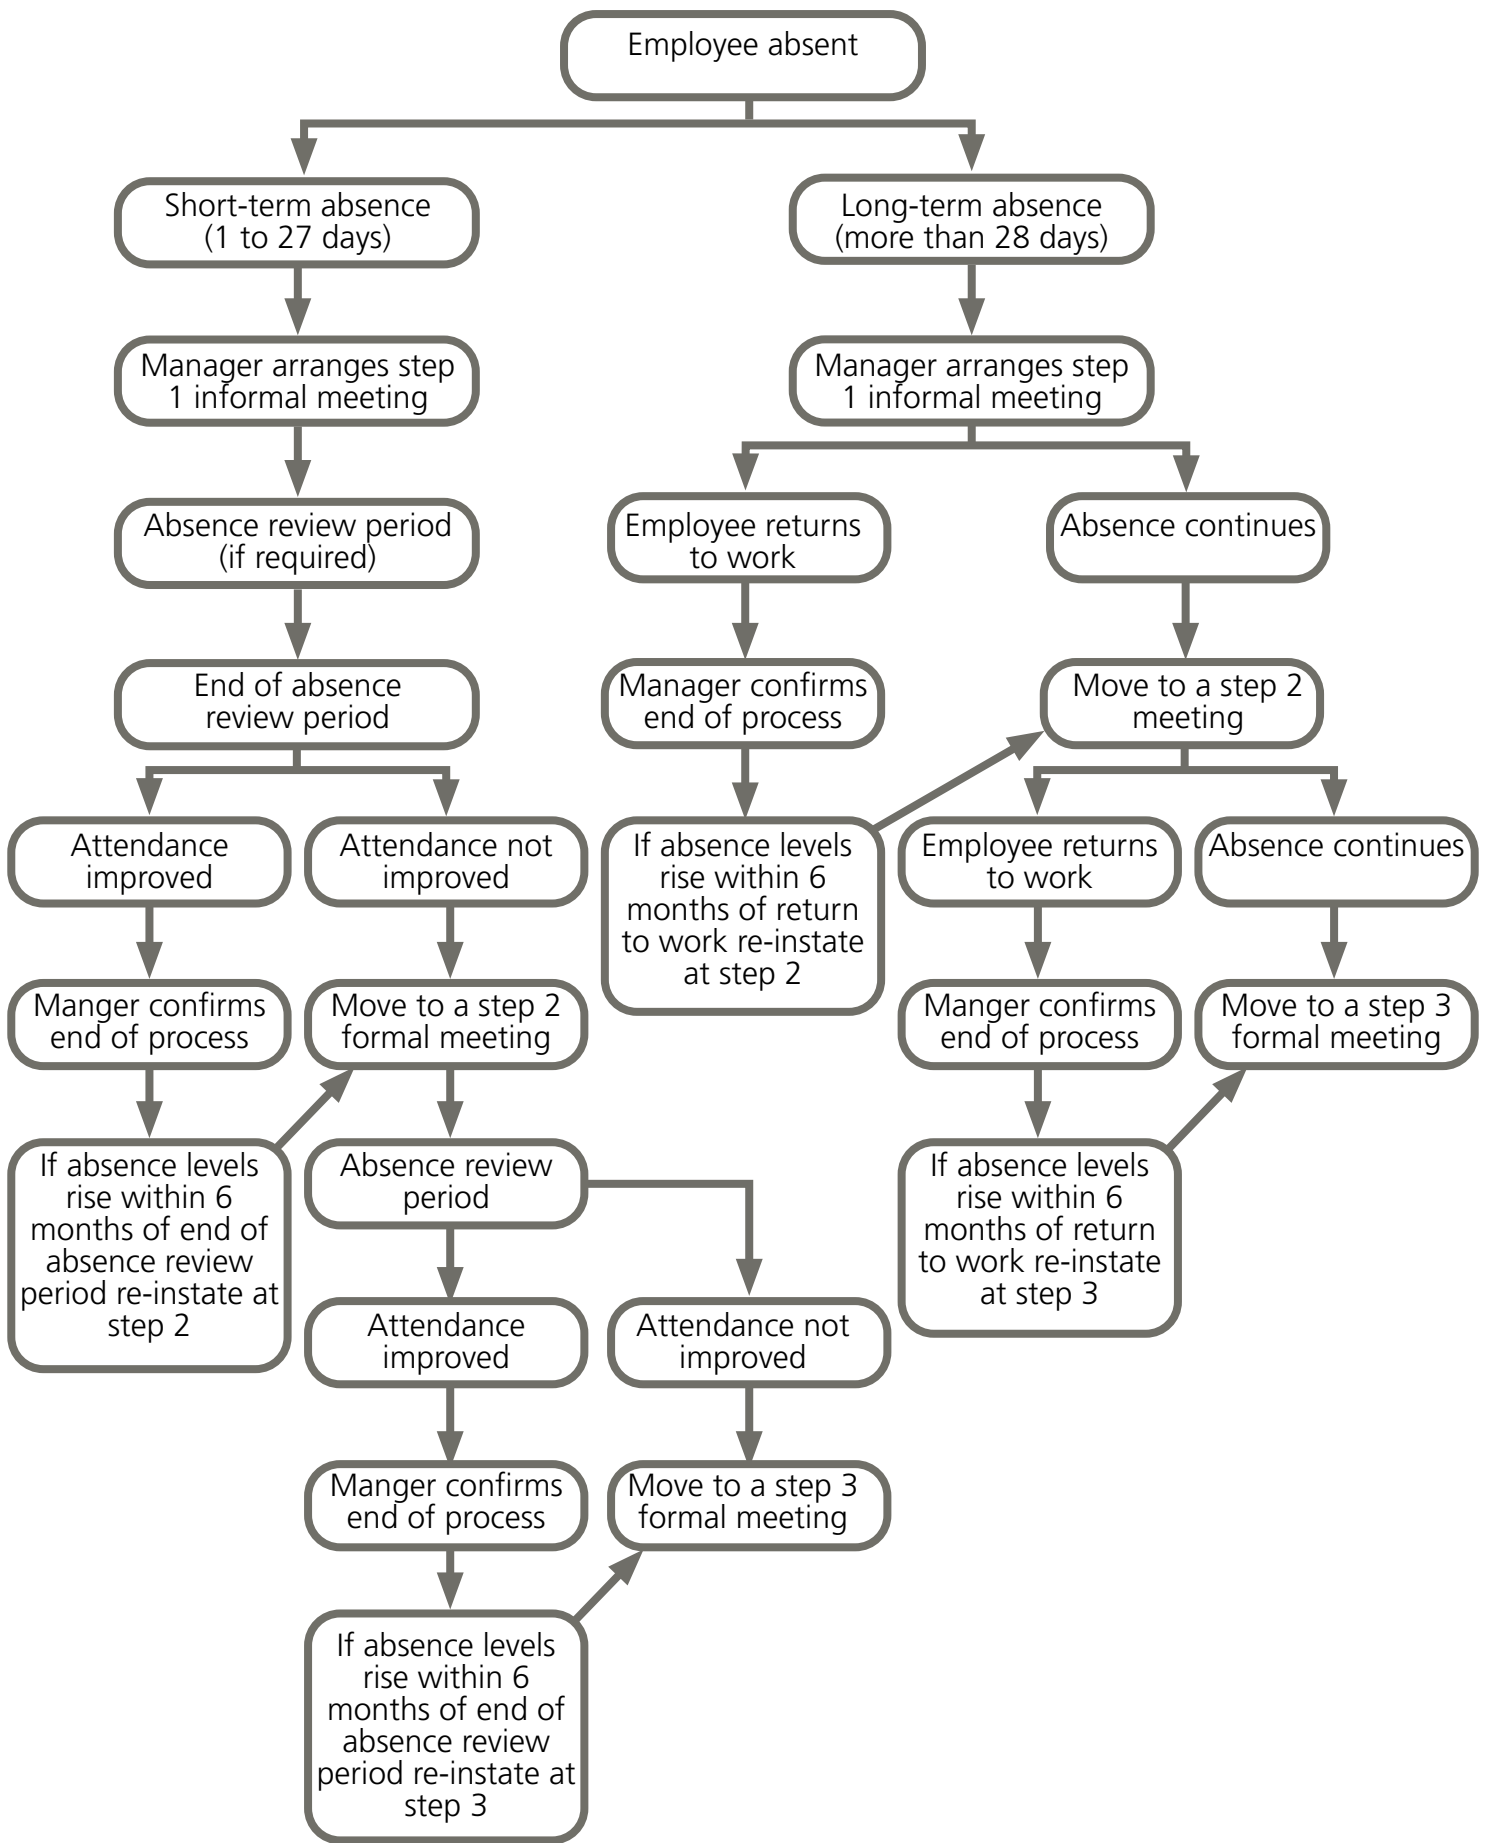 Employee absent
Short-term absence
(1 to 27 days)
Long-term absence
(more than 28 days)
Manager arranges step
1 informal meeting
Manager arranges step
1 informal meeting
Absence review period
(if required)
Employee returns
to work
Absence continues
End of absence
review period
Manager confirms
end of process
Move to a step 2
meeting
Attendance
improved
Attendance not
improved
If absence levels
rise within 6
months of return
to work re-instate
at step 2
Employee returns
to work
Absence continues
Manger confirms
end of process
Move to a step 2
formal meeting
Manger confirms
end of process
Move to a step 3
formal meeting
If absence levels
rise within 6
months of end of
absence review
period re-instate at
step 2
Absence review
period
If absence levels
rise within 6
months of return
to work re-instate
at step 3
Attendance
improved
Attendance not
improved
Manger confirms
end of process
Move to a step 3
formal meeting
If absence levels
rise within 6
months of end of
absence review
period re-instate at
step 3